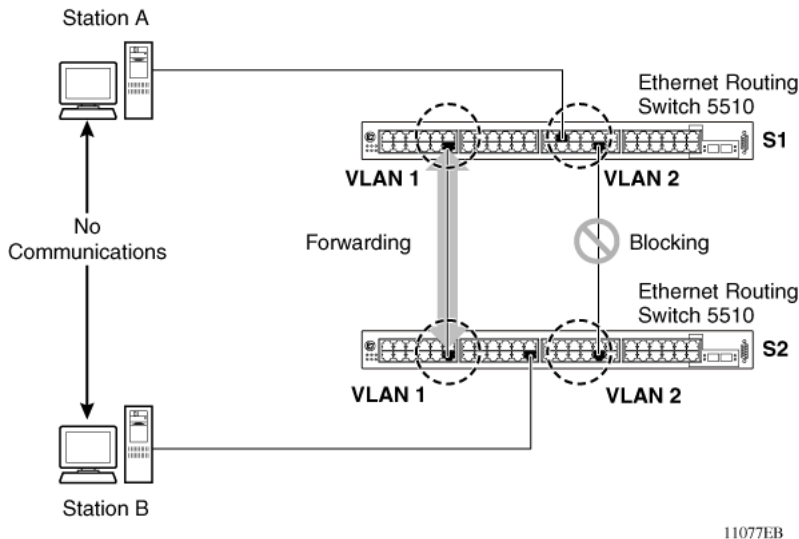 Station A
Ethernet Routing
Switch 5510
S1
VLAN 1
VLAN 2
No
Communications
Forwarding
Blocking
Ethernet Routing
Switch 5510
S2
VLAN 1
VLAN 2
Station B
11077EB